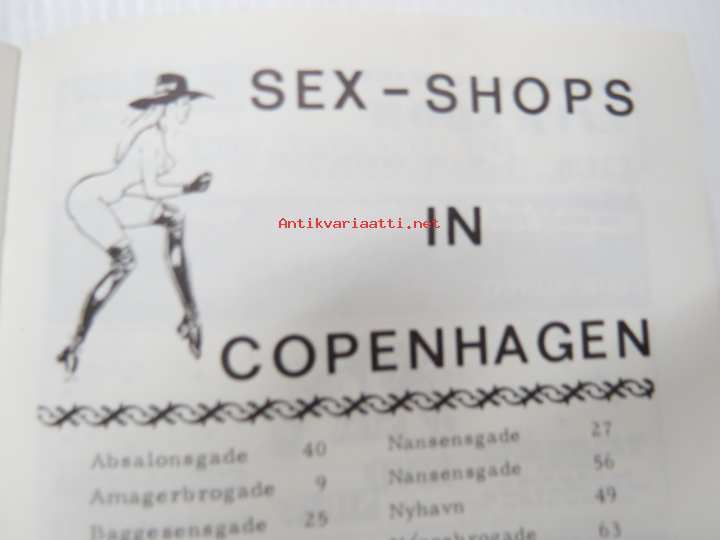 SEX-SHOPS
IN
COPENHAGEN
Absalonsgade 40
Amagerbrogade 9
Baggesensgade 25
Nansensgade 27
Nansensgade 56
Nyhavn 49
63
Antikvariaatti.net